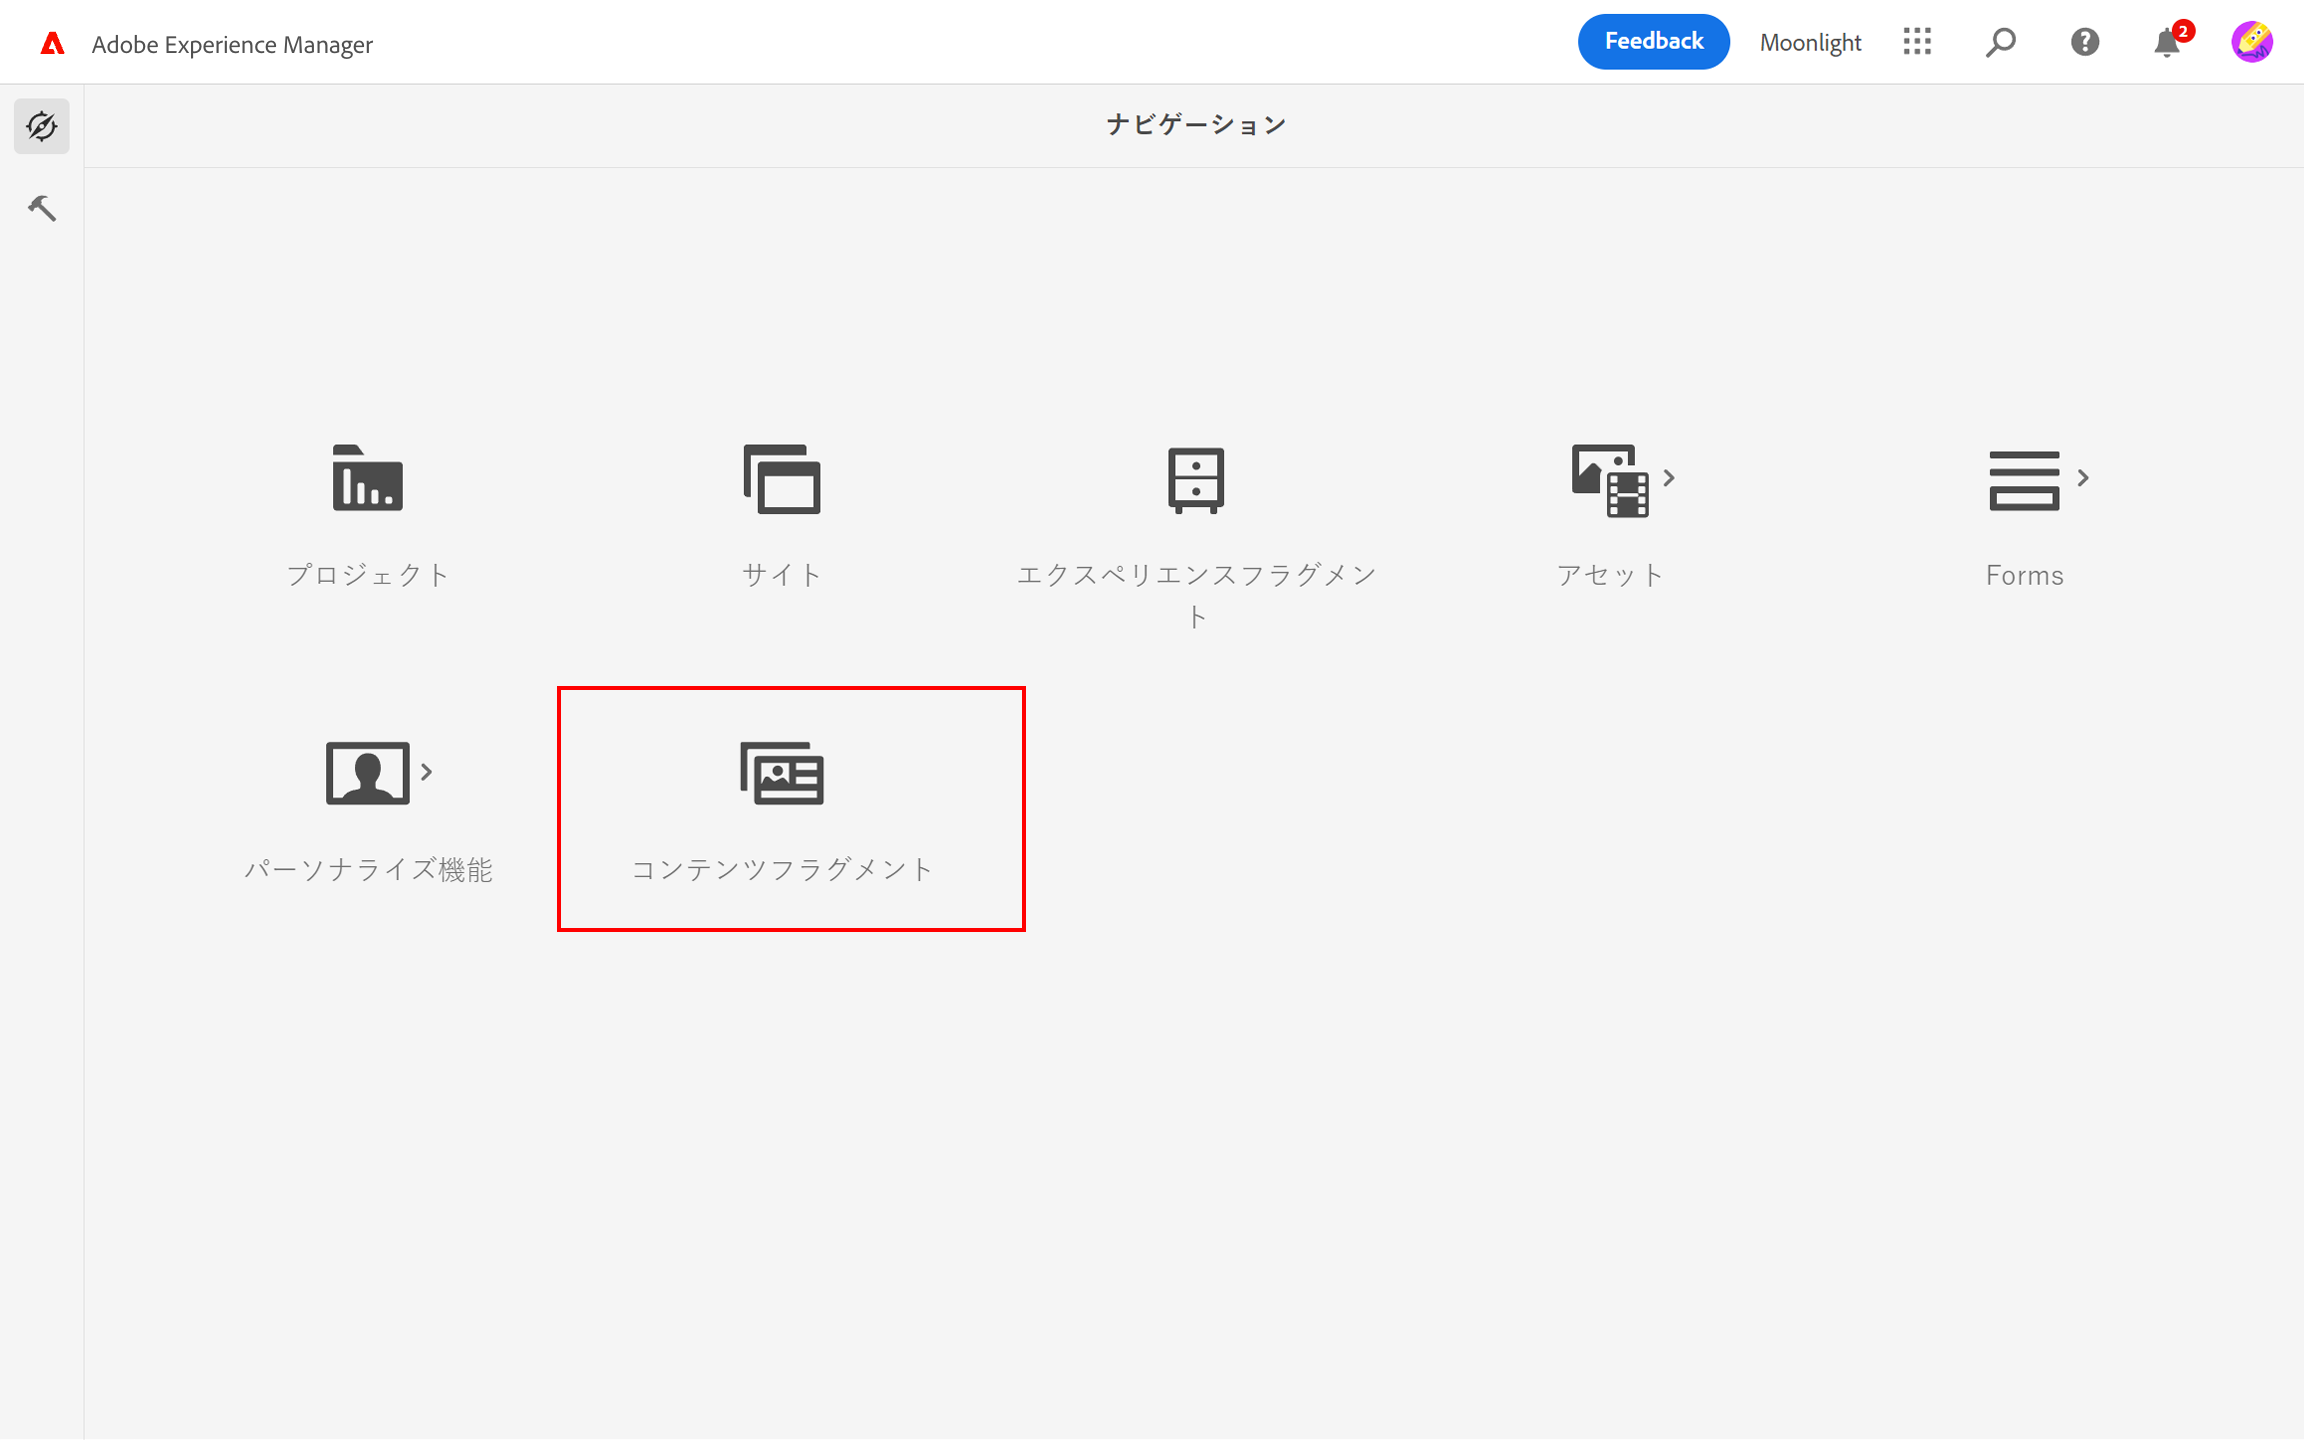 Adobe Experience Manager
Feedback
Moonlight
2
ナビゲーション
プロジェクト
サイト
エクスペリエンスフラグメン
ト
アセット
Forms
パーソナライズ機能
コンテンツフラグメント